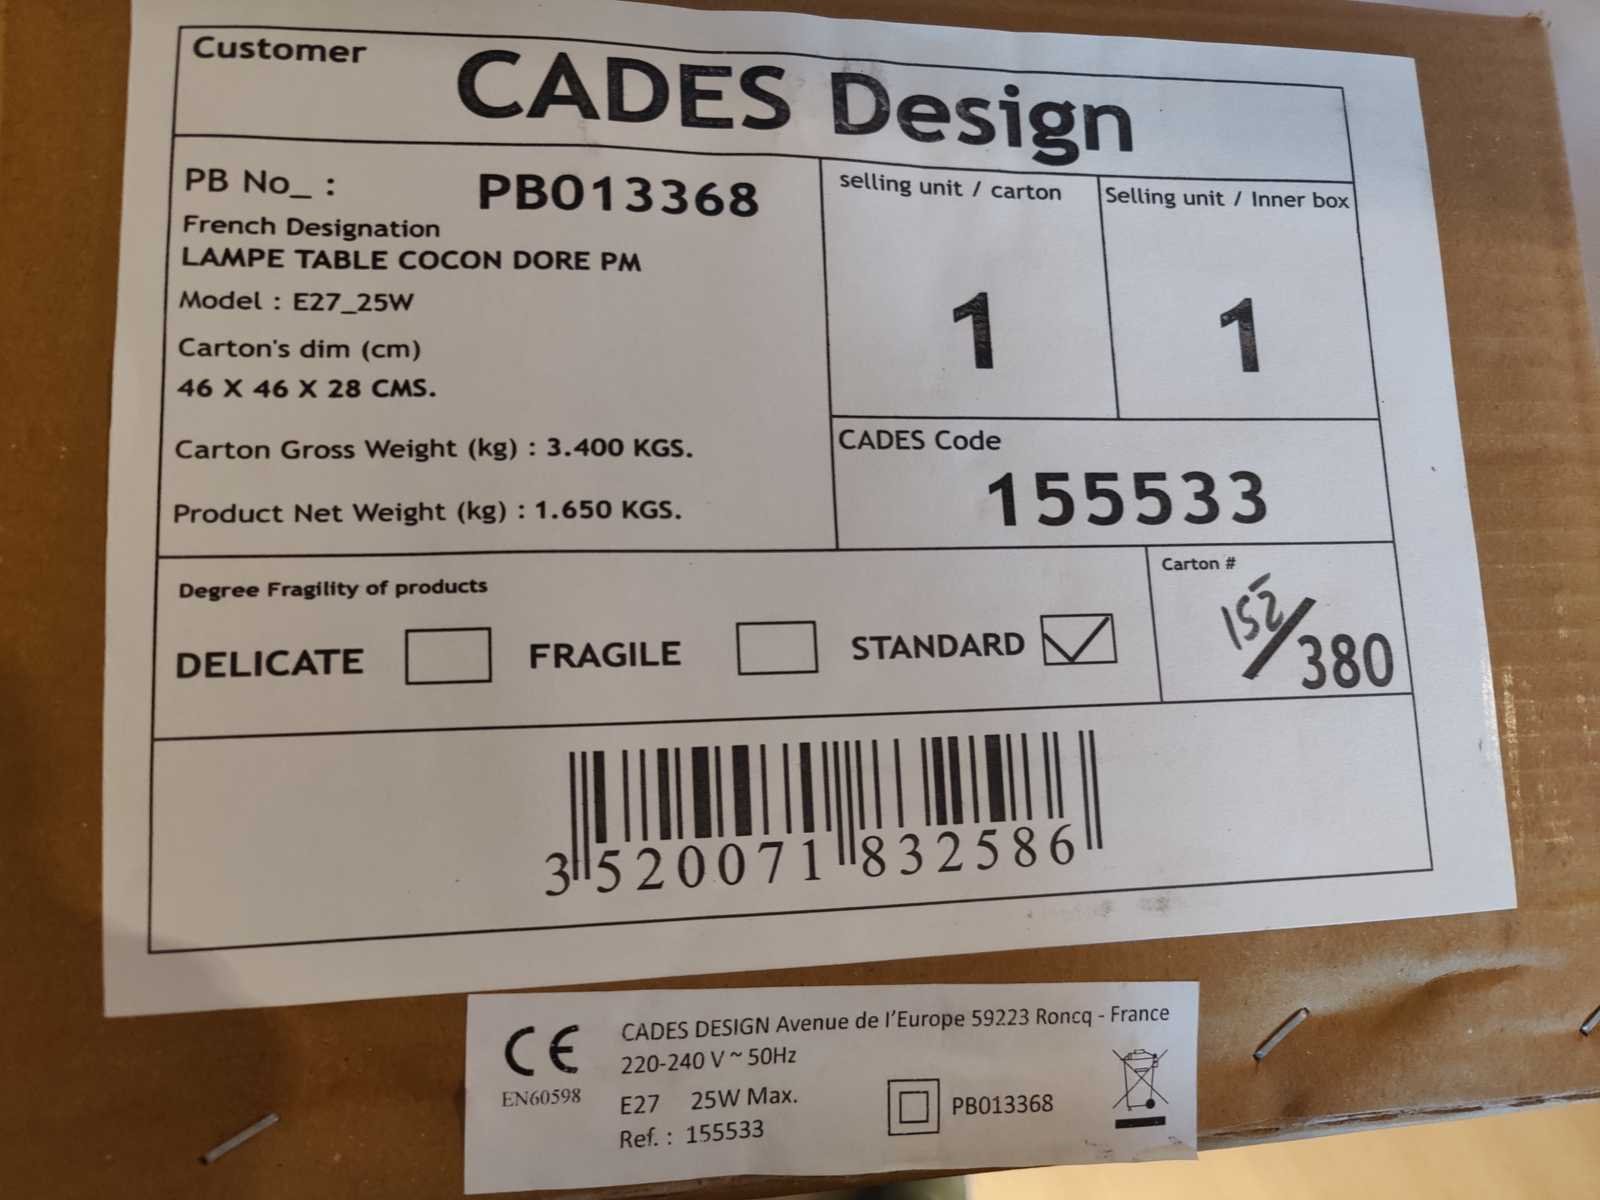 Customer
CADES Design
PB No_ : PB013368
French Designation
LAMPE TABLE COCON DORE PM
Model : E27_25W
Carton's dim (cm)
46 X 46 X 28 CMS.
Carton Gross Weight (kg) : 3.400 KGS.
Product Net Weight (kg) : 1.650 KGS.
selling unit / carton
1
Selling unit / Inner box
1
CADES Code
155533
Degree Fragility of products
DELICATE FRAGILE STANDARD
Carton #
152/380
3 520071 832586
CE
EN60598
CADES DESIGN Avenue de l'Europe 59223 Roncq - France
220-240 V ~ 50Hz
E27 25W Max.
Ref. : 155533
PB013368